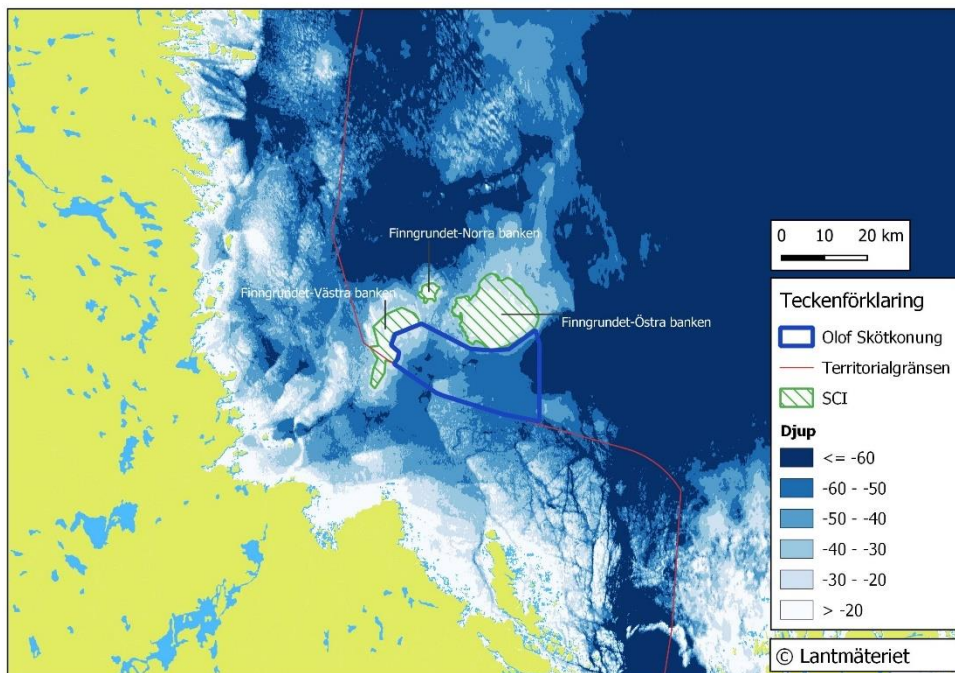 Finngrundet-Norra banken
Finngrundet-Västra banken
Finngrundet-Östra banken
0 10 20 km
Teckenförklaring
Olof Skötkonung
Territorialgränsen
SCI
Djup
<= -60
-60 - -50
-50 - -40
-40 - -30
-30 - -20
> -20
© Lantmäteriet